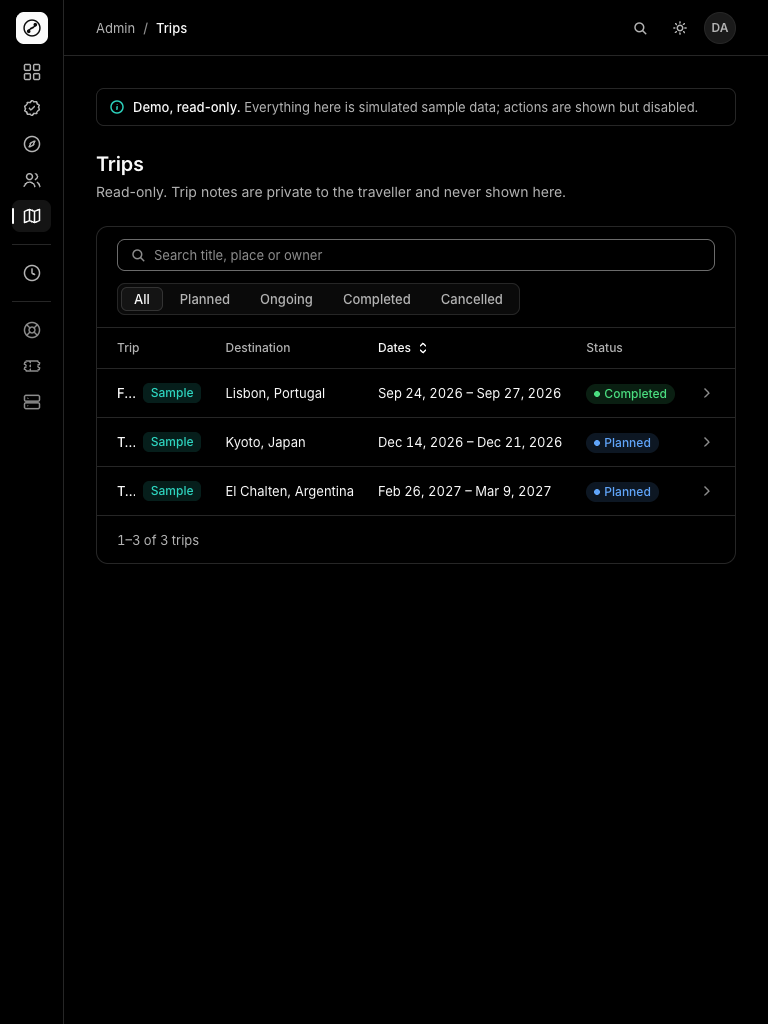 Admin / Trips
DA
Demo, read-only. Everything here is simulated sample data; actions are shown but disabled.
Trips
Read-only. Trip notes are private to the traveller and never shown here.
Search title, place or owner
All Planned Ongoing Completed Cancelled
Trip Destination Dates Status
F... Sample Lisbon, Portugal Sep 24, 2026 – Sep 27, 2026 Completed
T... Sample Kyoto, Japan Dec 14, 2026 – Dec 21, 2026 Planned
T... Sample El Chalten, Argentina Feb 26, 2027 – Mar 9, 2027 Planned
1–3 of 3 trips